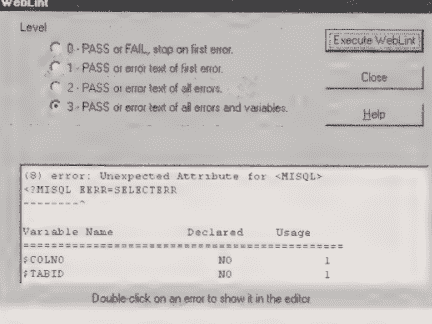 WebLint
Level
0 - PASS or FAIL, stop on first error.
1 - PASS or error text of first error.
2 - PASS or error text of all errors.
3 - PASS or error text of all errors and variables.
Execute WebLint
Close
Help
(8) error: Unexpected Attribute for <MISQL>
<?MISQL EERR=SELECTERR
--------^
Variable Name Declared Usage
==============================================
$COLNO NO 1
$TABID NO 1
Double-click on an error to show it in the editor